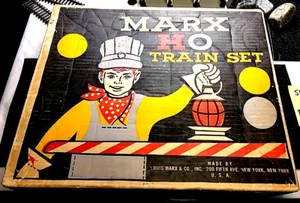 MARX
HO
TRAIN SET
MADE BY
LOUIS MARX & CO., INC. 200 FIFTH AVE. NEW YORK, NEW YORK
U.S.A.